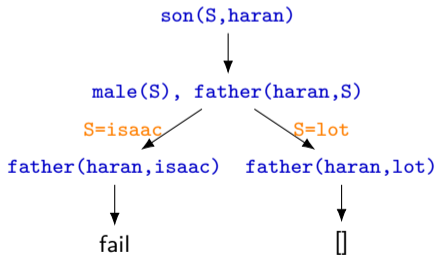 son(S,haran)
male(S), father(haran,S)
S=isaac S=lot
father(haran,isaac) father(haran,lot)
fail []